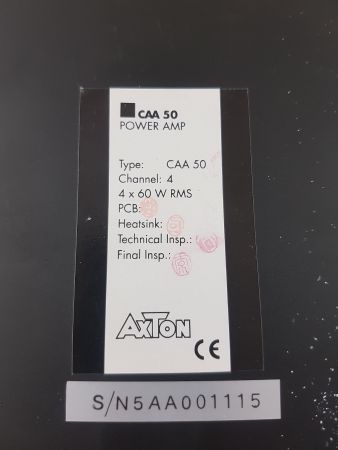 CAA 50
POWER AMP
Type: CAA 50
Channel: 4
4 x 60 W RMS
PCB:
Heatsink:
Technical Insp.:
Final Insp.:
AXTON
CE
S/N5AA001115